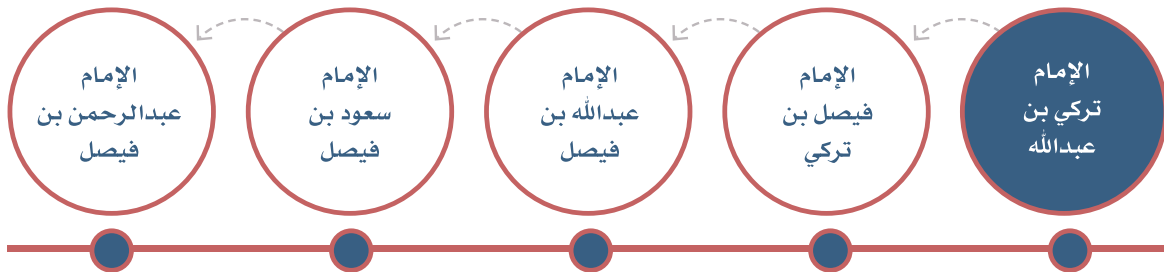 الإمام
تركي بن
عبدالله
الإمام
فيصل بن
تركي
الإمام
عبدالله بن
فيصل
الإمام
سعود بن
فيصل
الإمام
عبدالرحمن بن
فيصل